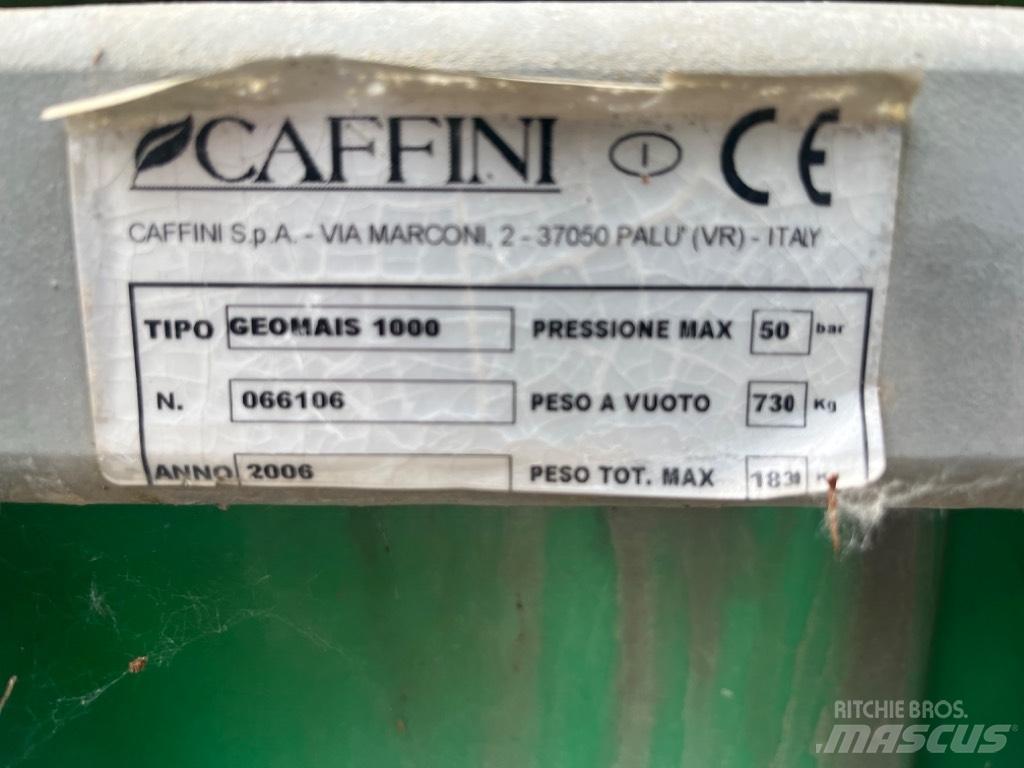 CAFFINI I CE
CAFFINI S.p.A. - VIA MARCONI, 2 - 37050 PALU' (VR) - ITALY
TIPO GEOMAIS 1000 PRESSIONE MAX 50 bar
N. 066106 PESO A VUOTO 730 Kg
ANNO 2006 PESO TOT. MAX
RITCHIE BROS.
MASCUS